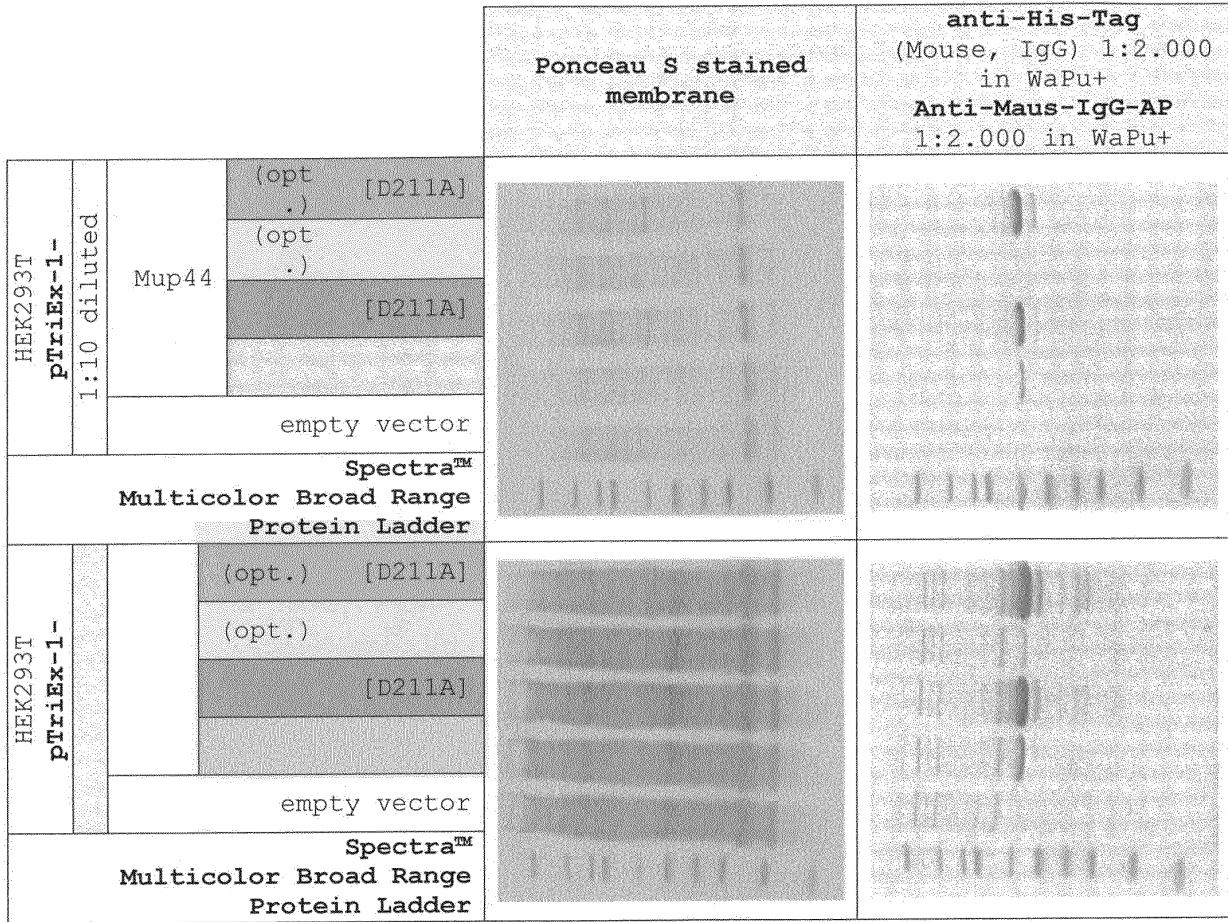 Ponceau S stained
membrane
anti-His-Tag
(Mouse, IgG) 1:2.000
in WaPu+
Anti-Maus-IgG-AP
1:2.000 in WaPu+
HEK293T
pTriEx-1-
1:10 diluted
Mup44
(opt
.)
[D211A]
(opt
.)
[D211A]
empty vector
Spectra™
Multicolor Broad Range
Protein Ladder
HEK293T
pTriEx-1-
(opt.) [D211A]
(opt.)
[D211A]
empty vector
Spectra™
Multicolor Broad Range
Protein Ladder